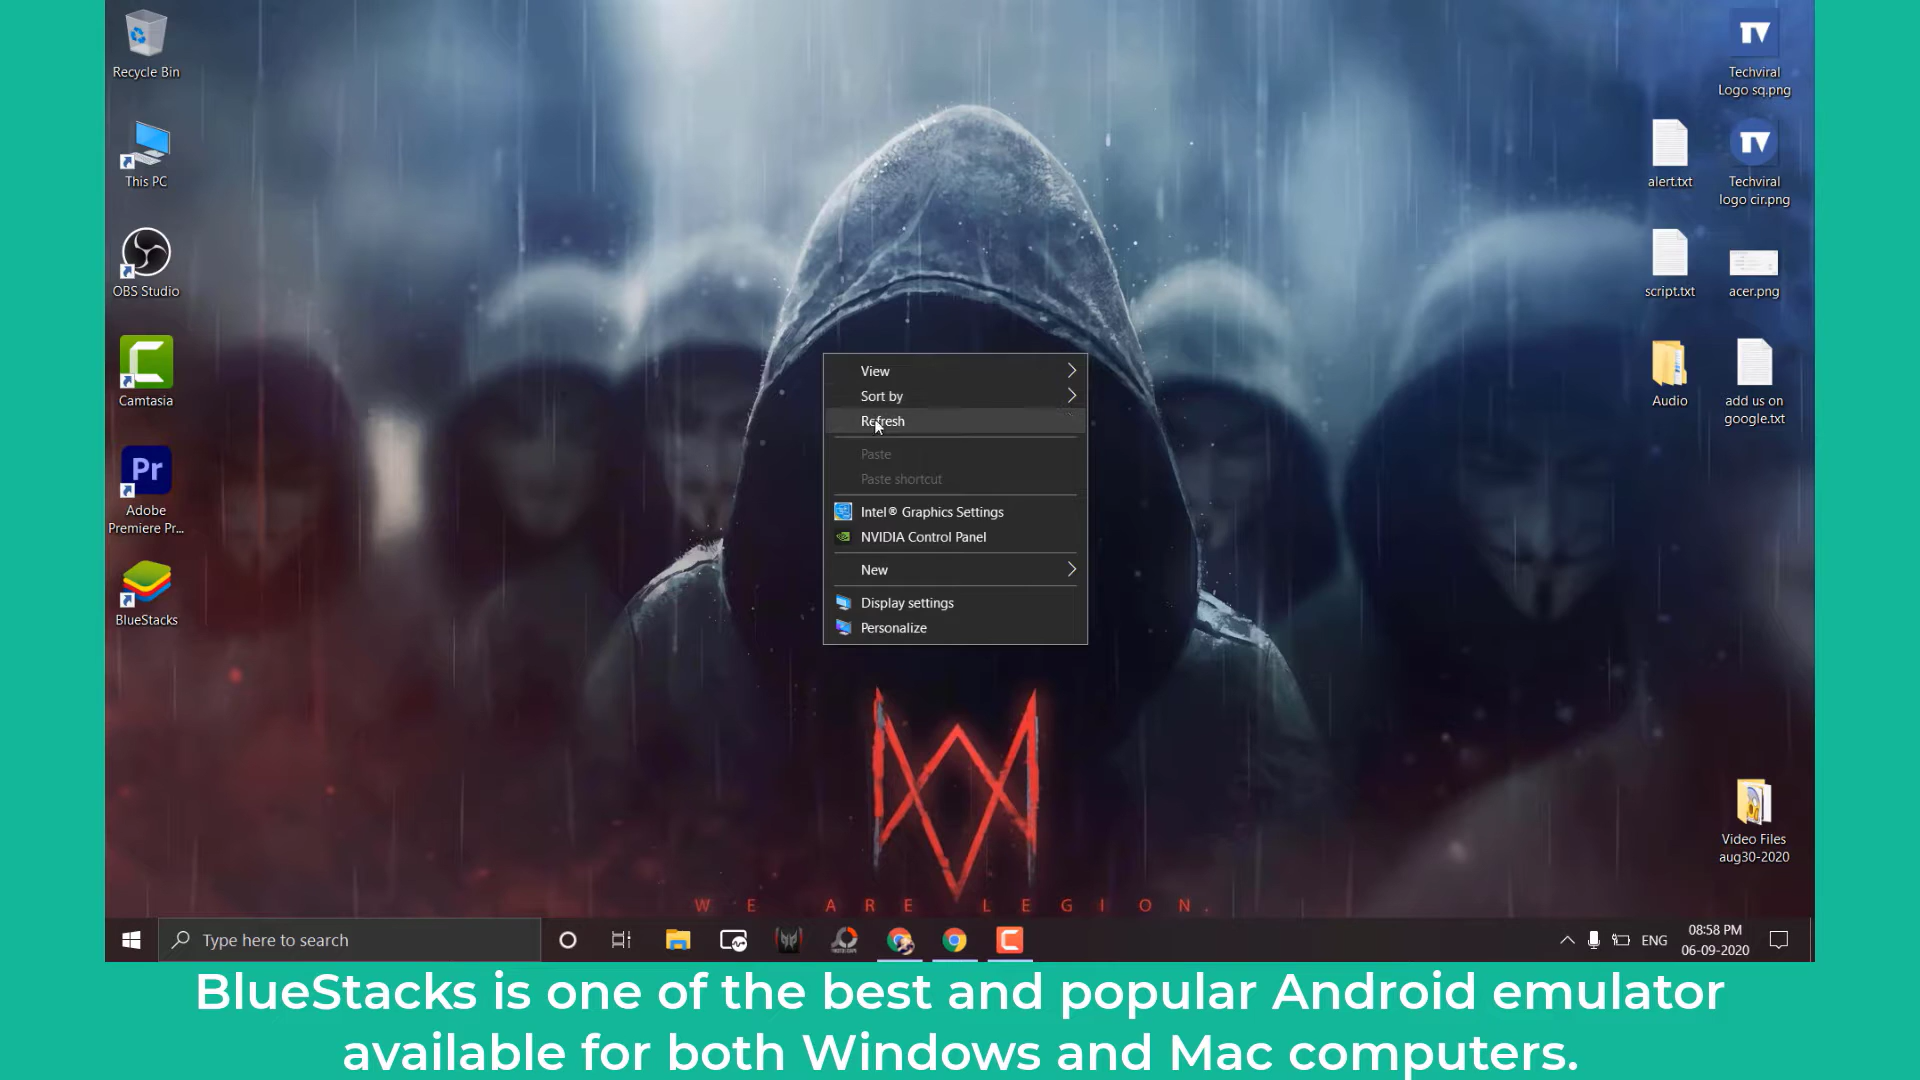 Recycle Bin
This PC
OBS Studio
Camtasia
Pr
Adobe
Premiere Pr...
BlueStacks
View
Sort by
Refresh
Paste
Paste shortcut
Intel® Graphics Settings
NVIDIA Control Panel
New
Display settings
Personalize
TV
Techviral
Logo sq.png
alert.txt
TV
Techviral
logo cir.png
script.txt
acer.png
Audio
add us on
google.txt
Video Files
aug30-2020
WE ARE LEGION.
Type here to search
ENG
08:58 PM
06-09-2020
BlueStacks is one of the best and popular Android emulator
available for both Windows and Mac computers.